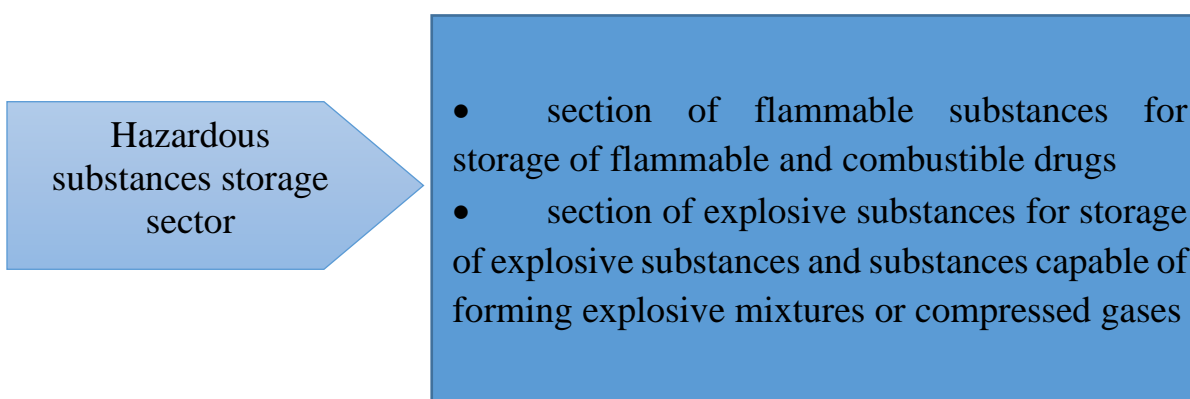 Hazardous
substances storage
sector
• section of flammable substances for
storage of flammable and combustible drugs
• section of explosive substances for storage
of explosive substances and substances capable of
forming explosive mixtures or compressed gases